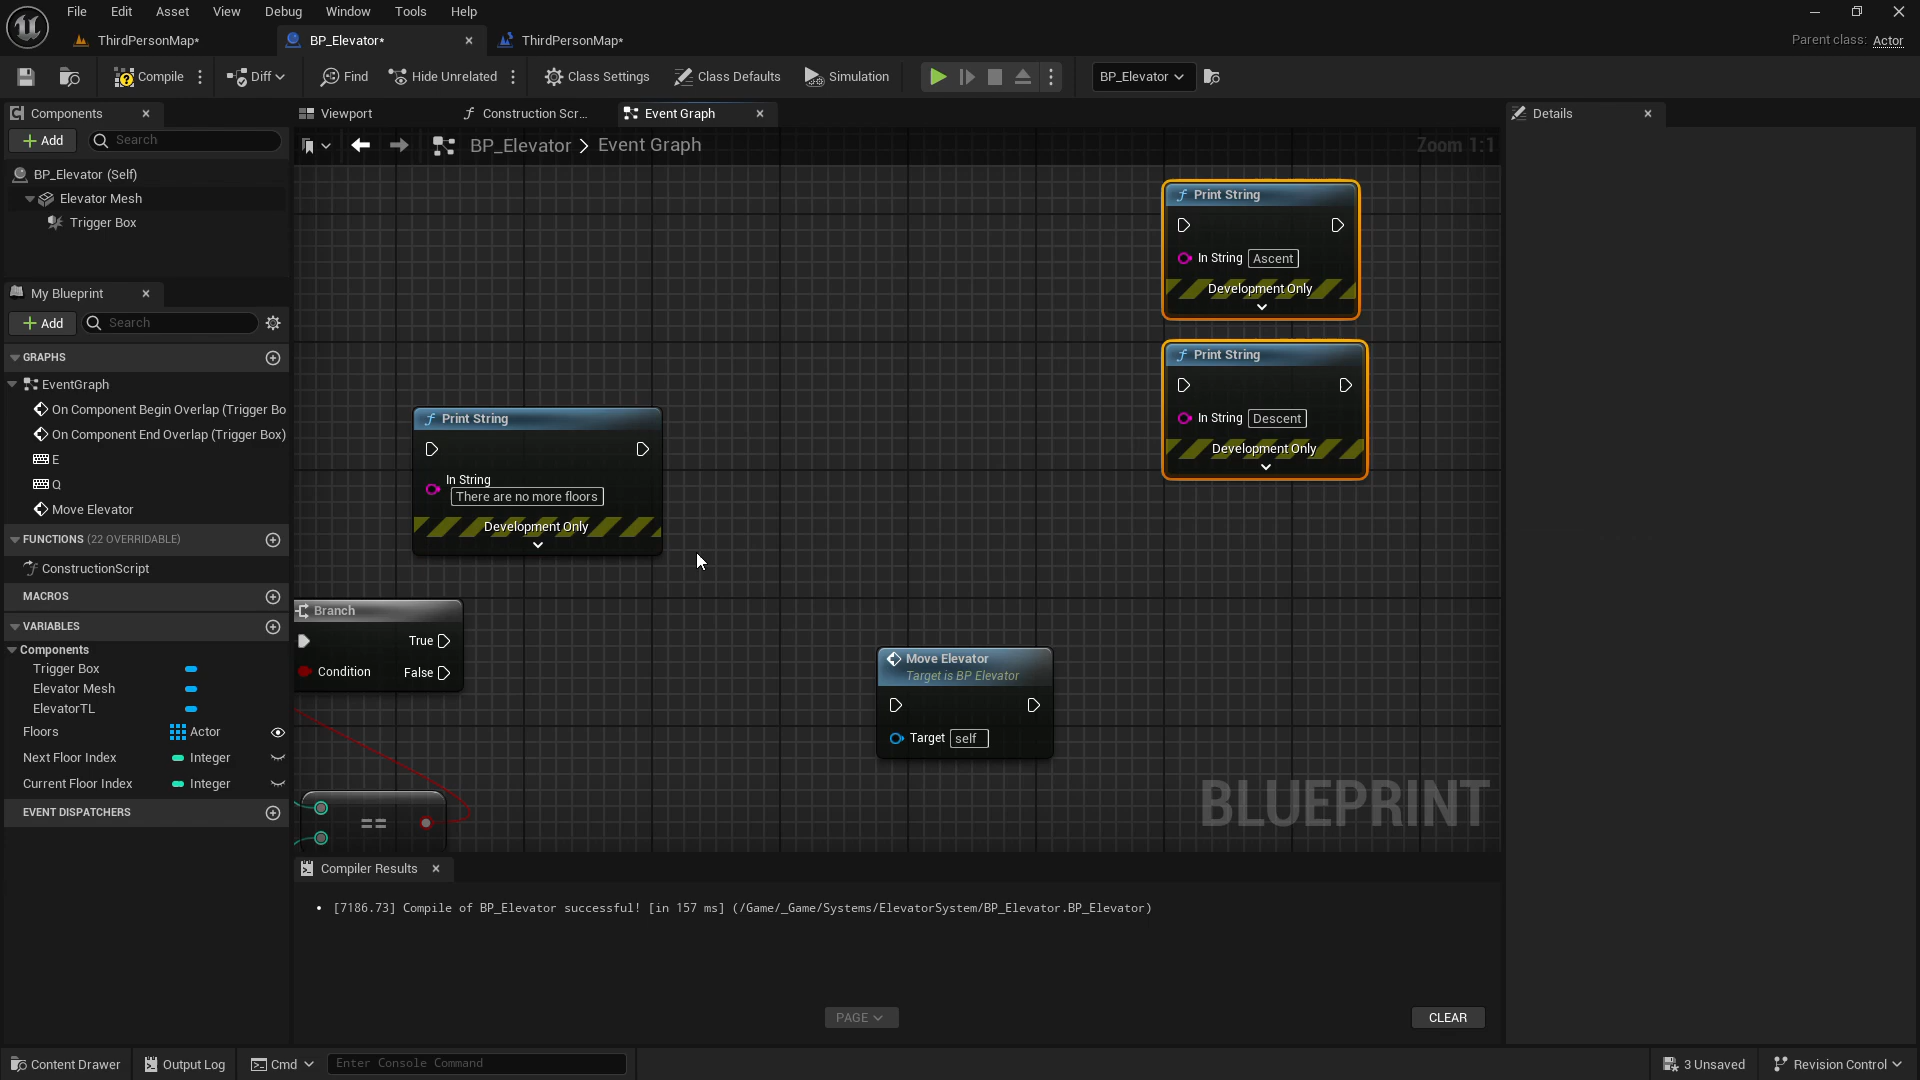 File Edit Asset View Debug Window Tools Help
ThirdPersonMap* BP_Elevator* ThirdPersonMap* Parent class: Actor
Compile Diff Find Hide Unrelated Class Settings Class Defaults Simulation BP_Elevator
Components
Add Search
BP_Elevator (Self)
Elevator Mesh
Trigger Box
My Blueprint
Add Search
GRAPHS
EventGraph
On Component Begin Overlap (Trigger Bo
On Component End Overlap (Trigger Box)
E
Q
Move Elevator
FUNCTIONS (22 OVERRIDABLE)
ConstructionScript
MACROS
VARIABLES
Components
Trigger Box
Elevator Mesh
ElevatorTL
Floors Actor
Next Floor Index Integer
Current Floor Index Integer
EVENT DISPATCHERS
Viewport Construction Scr... Event Graph
BP_Elevator > Event Graph Zoom 1:1
Print String
In String Ascent
Development Only
Print String
In String Descent
Development Only
Print String
In String
There are no more floors
Development Only
Branch
True
Condition False
==
Move Elevator
Target is BP Elevator
Target self
BLUEPRINT
Compiler Results
[7186.73] Compile of BP_Elevator successful! [in 157 ms] (/Game/_Game/Systems/ElevatorSystem/BP_Elevator.BP_Elevator)
PAGE CLEAR
Details
Content Drawer Output Log Cmd Enter Console Command 3 Unsaved Revision Control